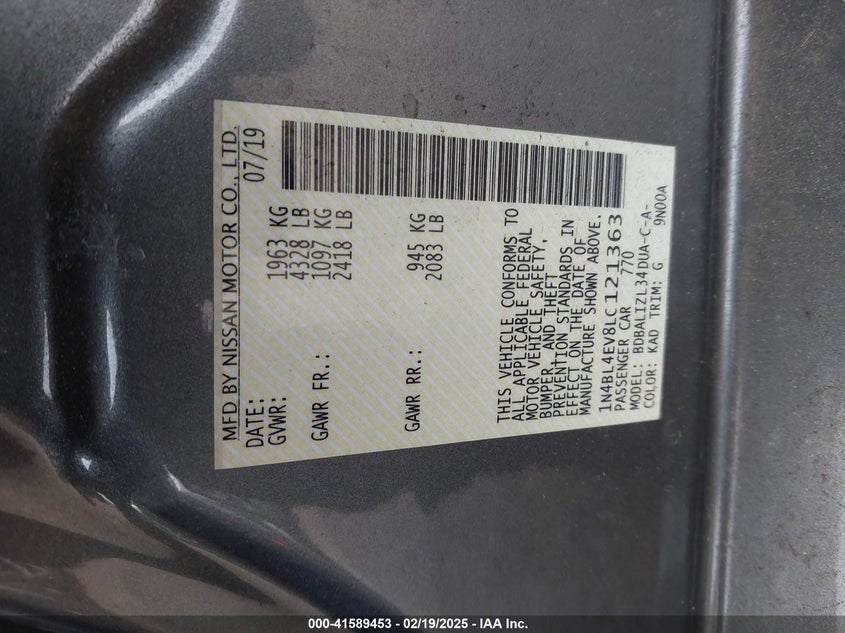 MFD BY NISSAN MOTOR CO., LTD.
DATE: 07/19
GVWR: 1963 KG
4328 LB
GAWR FR.: 1097 KG
2418 LB
GAWR RR.: 945 KG
2083 LB
THIS VEHICLE CONFORMS TO
ALL APPLICABLE FEDERAL
MOTOR VEHICLE SAFETY,
BUMPER, AND THEFT
PREVENTION STANDARDS IN
EFFECT ON THE DATE OF
MANUFACTURE SHOWN ABOVE.
1N4BL4EV8LC121363
PASSENGER CAR 770
MODEL: BDBALIZL34DUA-C-A-
COLOR: KAD TRIM: G 9N00A
000-41589453 - 02/19/2025 - IAA Inc.